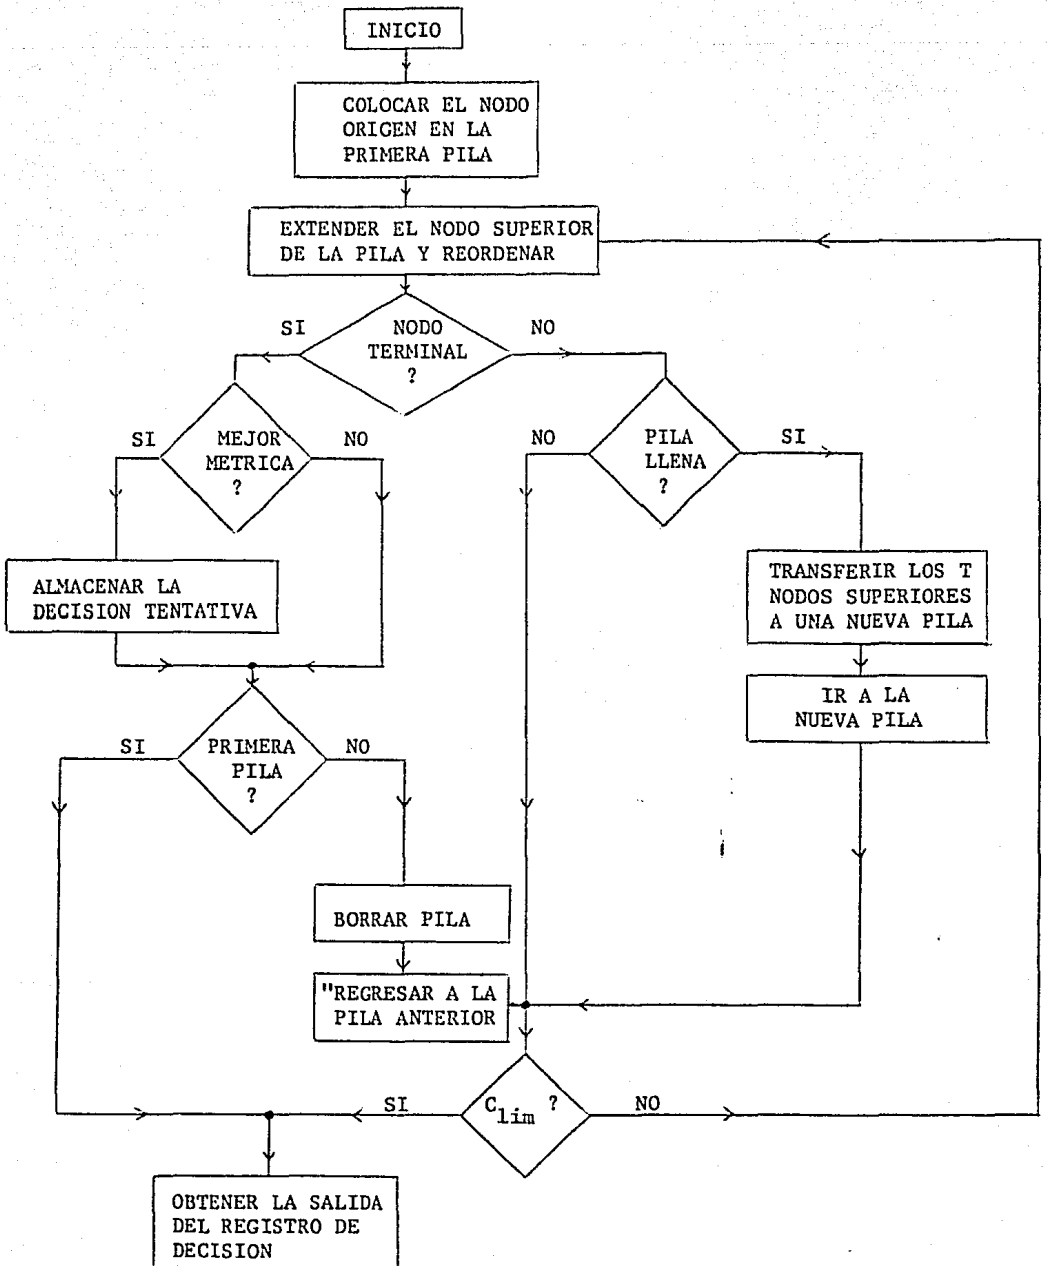 INICIO
COLOCAR EL NODO
ORIGEN EN LA
PRIMERA PILA
EXTENDER EL NODO SUPERIOR
DE LA PILA Y REORDENAR
SI
NODO
TERMINAL
?
NO
SI
MEJOR
METRICA
?
NO
NO
PILA
LLENA
?
SI
ALMACENAR LA
DECISION TENTATIVA
TRANSFERIR LOS T
NODOS SUPERIORES
A UNA NUEVA PILA
IR A LA
NUEVA PILA
SI
PRIMERA
PILA
?
NO
BORRAR PILA
"REGRESAR A LA
PILA ANTERIOR
SI
C_lim ?
NO
OBTENER LA SALIDA
DEL REGISTRO DE
DECISION